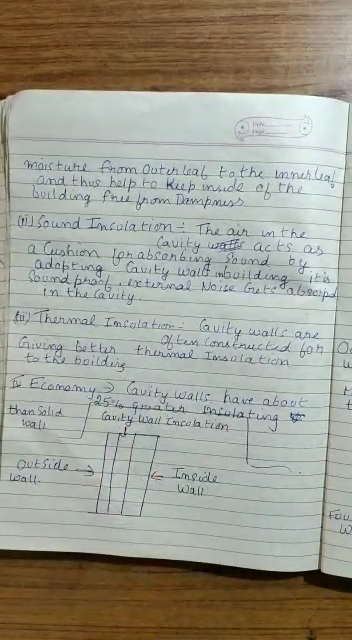 Date
Page
moisture from Outer leaf to the inner leaf
and thus help to Keep inside of the
building free from Dampness
(ii) Sound Insulation :- The air in the
Cavity walls acts as
a Cushion for absorbing Sound by
adopting Cavity wall in building it is
Sound proof, external Noise Gets absorpd
in the Cavity.
(iii) Thermal Insulation :- Cavity walls are
often constructed for
Giving better thermal Insulation
to the building
iv Economy → Cavity walls have about
25% greater insulating
than Solid
wall
Cavity Wall Insulation
Outside
wall.
Inside
Wall